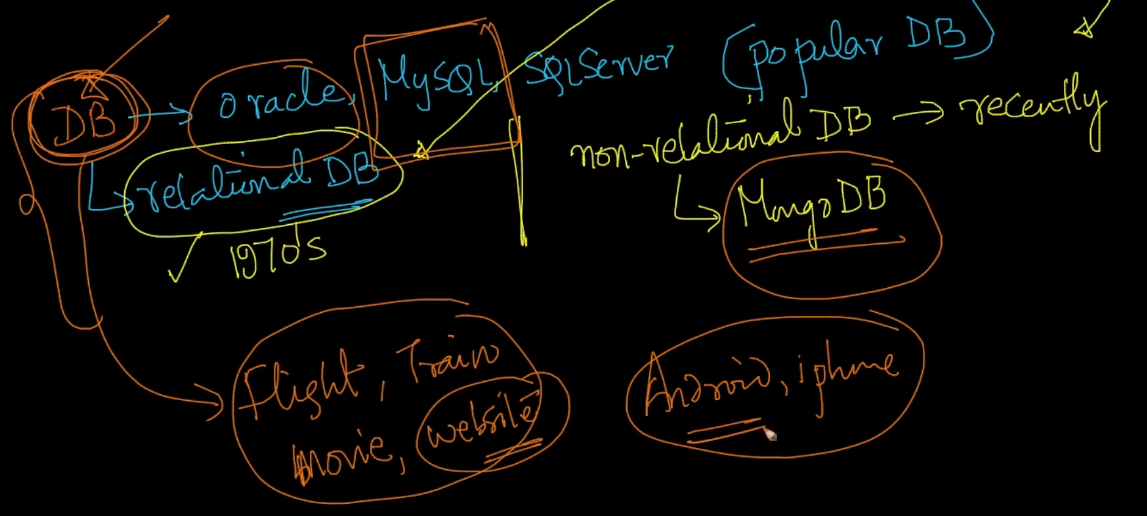 DB → oracle, MySQL, SQLServer (popular DB)
relational DB
1970's
non-relational DB → recently
MongoDB
Flight, Train
movie, website
Android, iphone